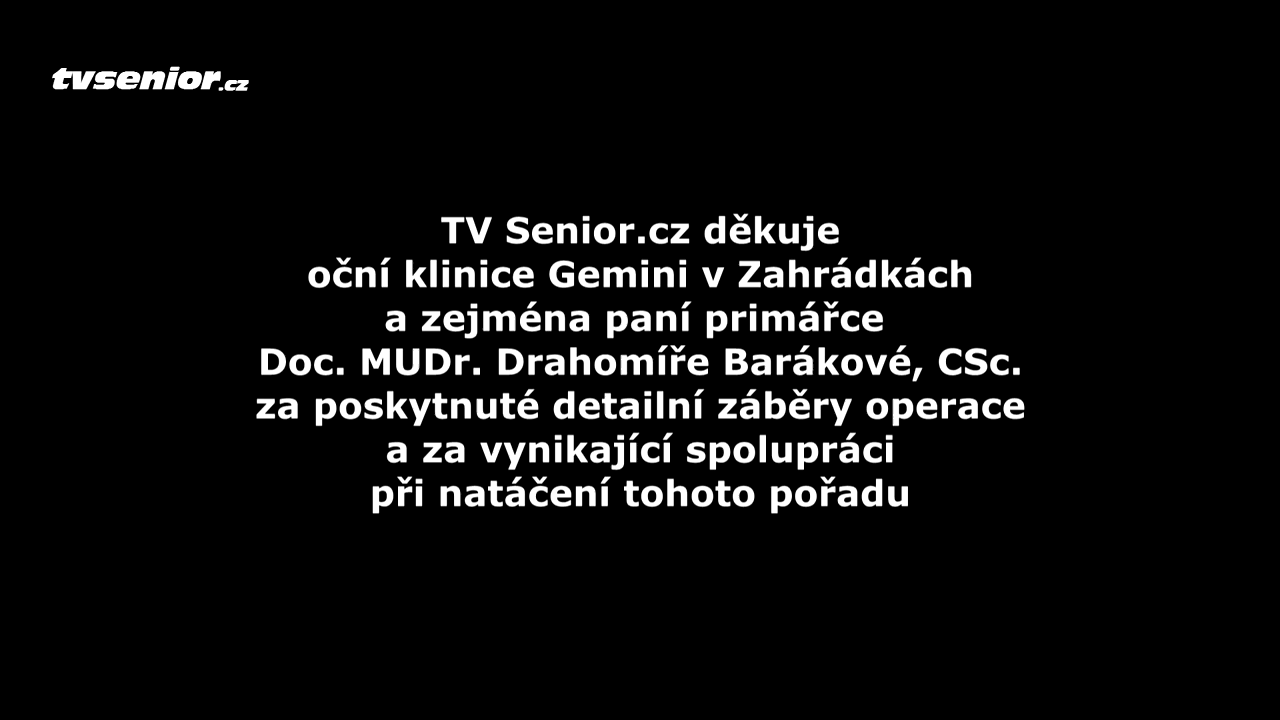 tvsenior.cz
TV Senior.cz děkuje
oční klinice Gemini v Zahrádkách
a zejména paní primářce
Doc. MUDr. Drahomíře Barákové, CSc.
za poskytnuté detailní záběry operace
a za vynikající spolupráci
při natáčení tohoto pořadu